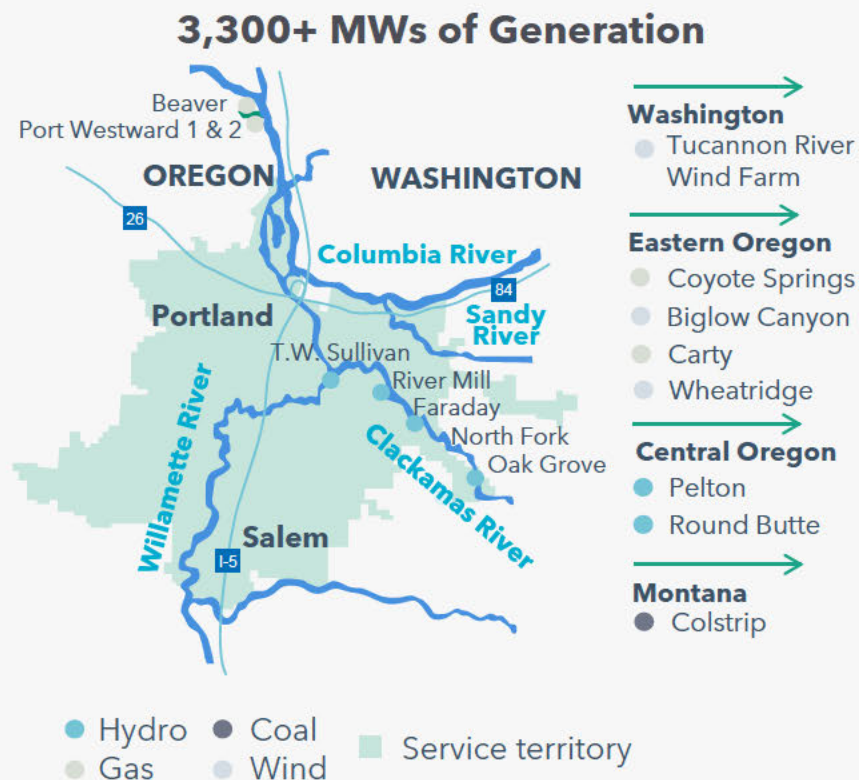 3,300+ MWs of Generation
Beaver
Port Westward 1 & 2
OREGON
WASHINGTON
26
Columbia River
84
Portland
Sandy
River
T.W. Sullivan
River Mill
Faraday
North Fork
Oak Grove
Willamette River
Clackamas River
Salem
I-5
Washington
Tucannon River
Wind Farm
Eastern Oregon
Coyote Springs
Biglow Canyon
Carty
Wheatridge
Central Oregon
Pelton
Round Butte
Montana
Colstrip
Hydro
Coal
Gas
Wind
Service territory